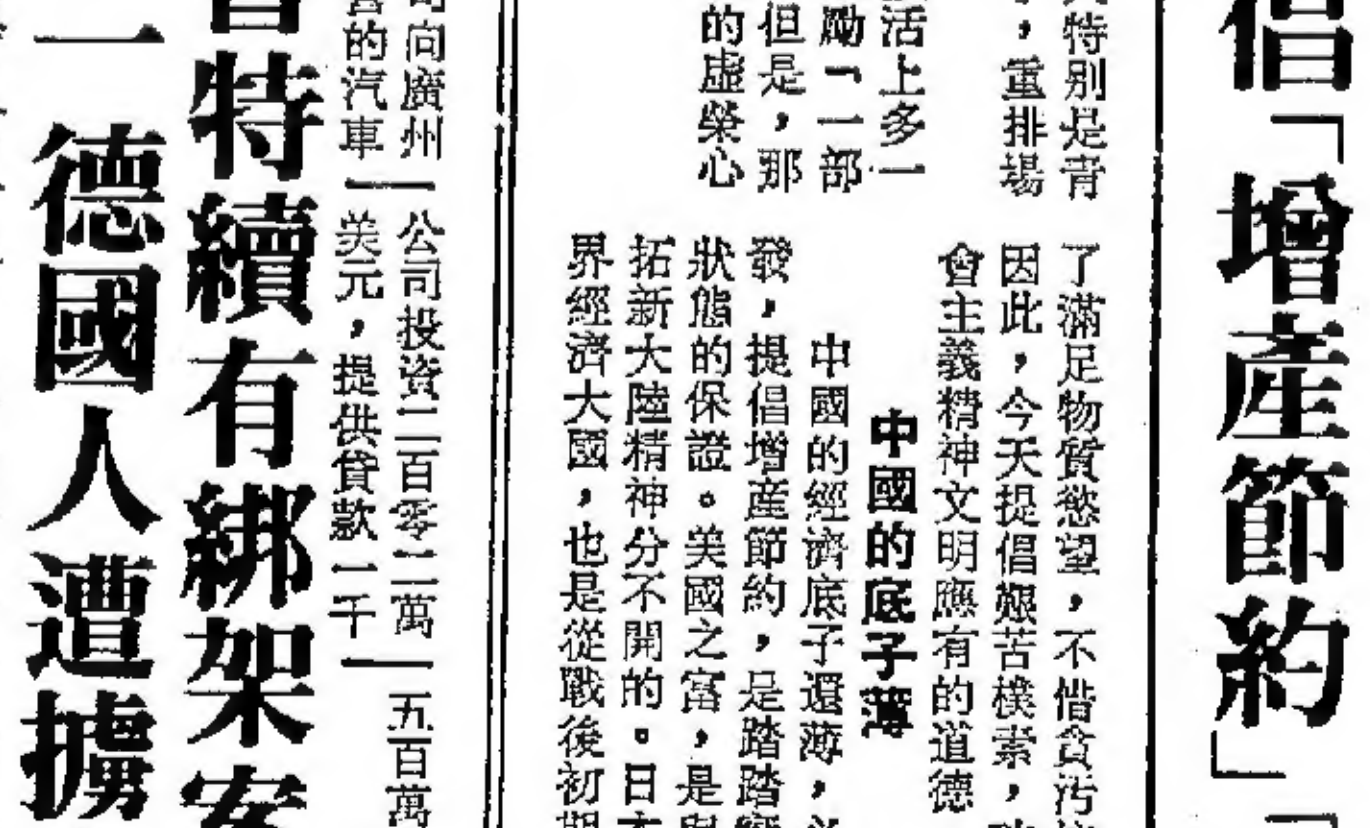 倡「增產節約」
特別是青
，重排場
活上多一
勵「一部
但是，那
的虛榮心
了滿足物質慾望，不惜貪污
因此，今天提倡艱苦樸素，
會主義精神文明應有的道德
中國的底子薄
中國的經濟底子還薄，
發，提倡增產節約，是踏踏
狀態的保證。美國之富，是與
拓新大陸精神分不開的。日本
界經濟大國，也是從戰後初期
向廣州
的汽車
公司投資二百零二萬
美元，提供貸款一千
五百萬
特續有綁架案
一德國人遭擄